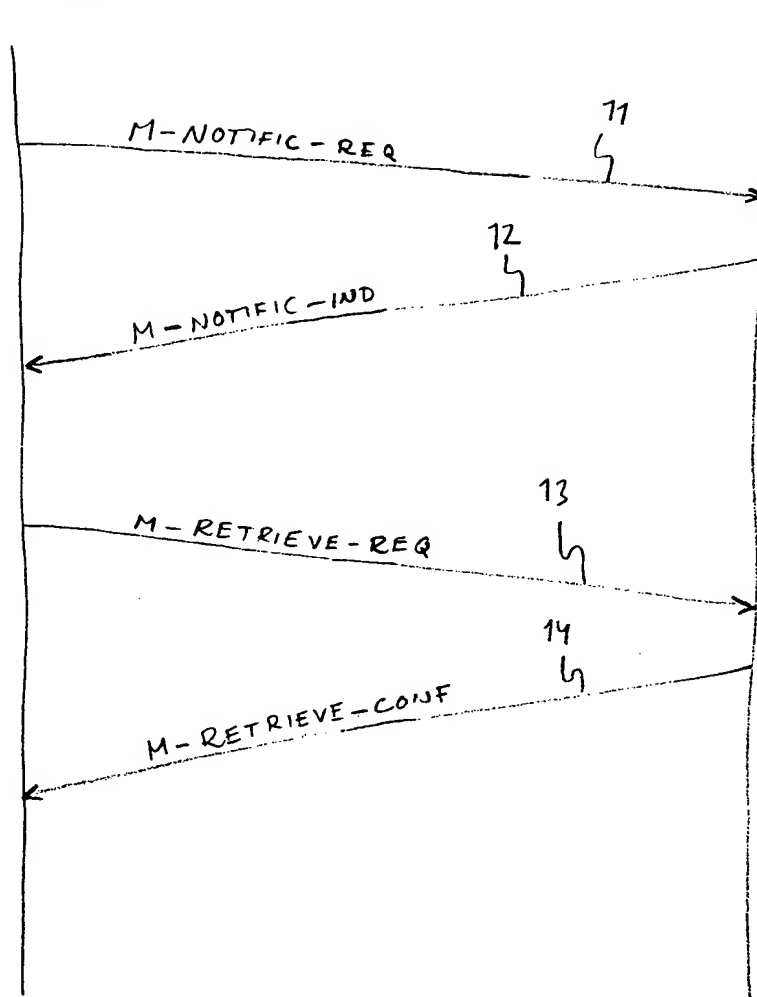 11
M-NOTIFIC-REQ
12
M-NOTIFIC-IND
13
M-RETRIEVE-REQ
14
M-RETRIEVE-CONF